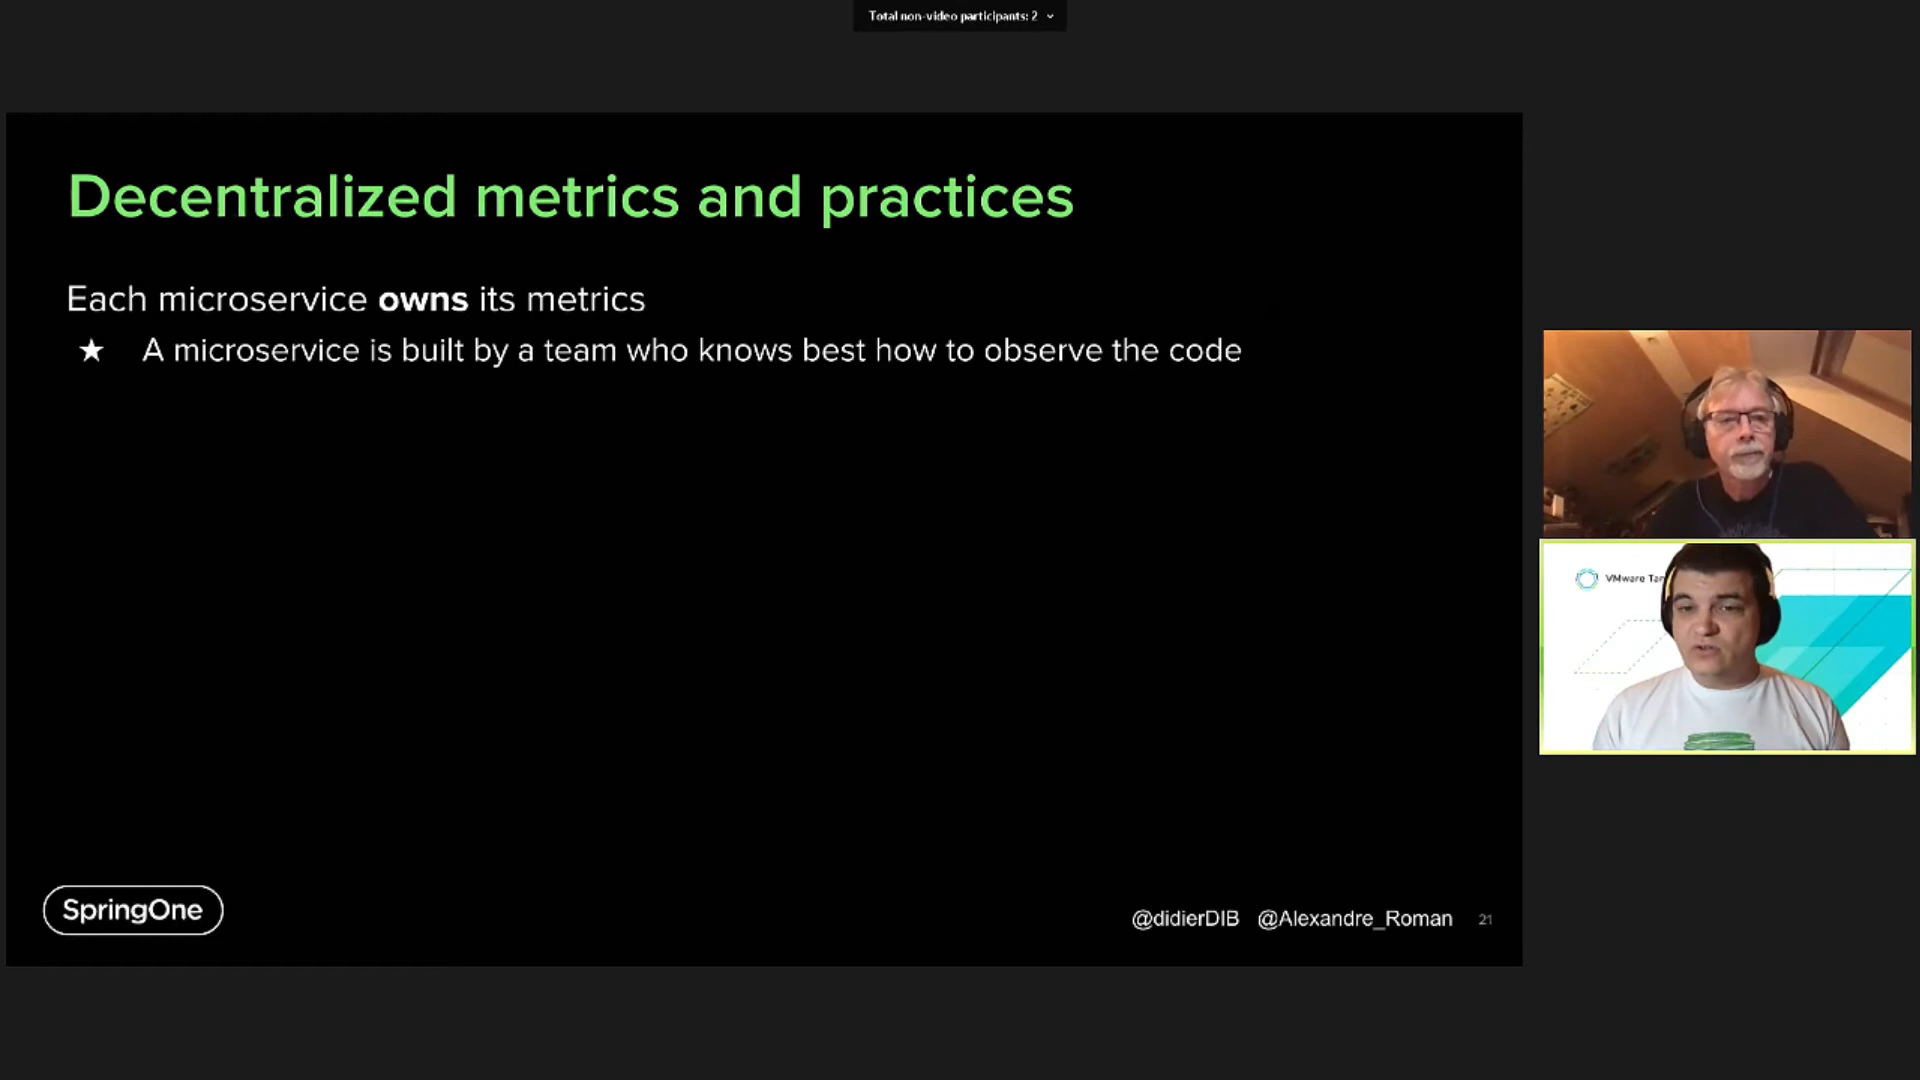 Total non-video participants: 2
Decentralized metrics and practices
Each microservice owns its metrics
★ A microservice is built by a team who knows best how to observe the code
VMware Tan
SpringOne
@didierDIB @Alexandre_Roman 21